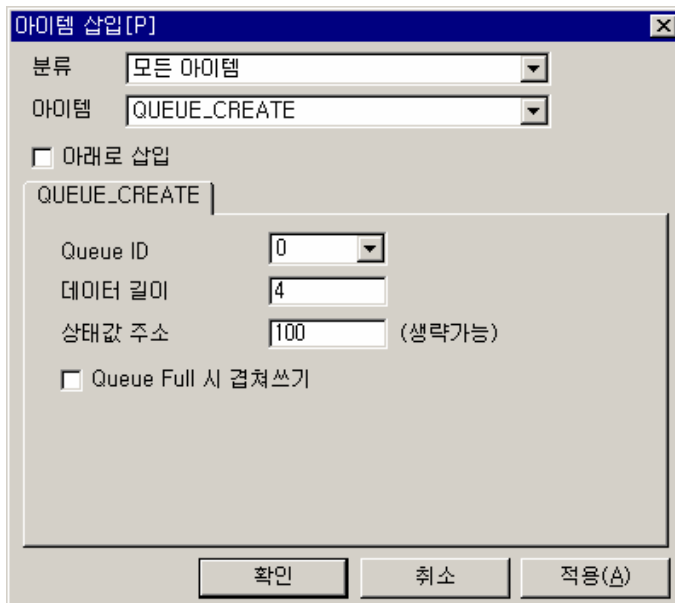 아이템 삽입[P]
분류 모든 아이템
아이템 QUEUE_CREATE
아래로 삽입
QUEUE_CREATE
Queue ID 0
데이터 길이 4
상태값 주소 100 (생략가능)
Queue Full 시 겹쳐쓰기
확인 취소 적용(A)